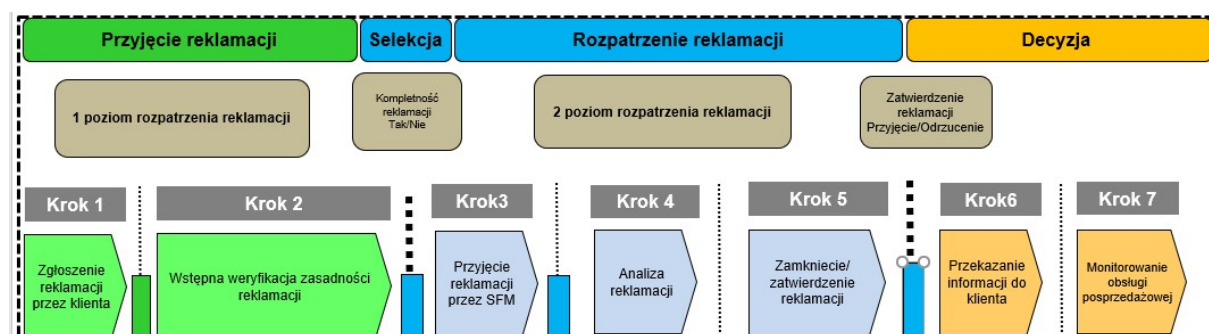 Przyjęcie reklamacji
Selekcja
Rozpatrzenie reklamacji
Decyzja
1 poziom rozpatrzenia reklamacji
Kompletność
reklamacji
Tak/Nie
2 poziom rozpatrzenia reklamacji
Zatwierdzenie
reklamacji
Przyjęcie/Odrzucenie
Krok 1
Krok 2
Krok3
Krok 4
Krok 5
Krok6
Krok 7
Zgłoszenie
reklamacji
przez klienta
Wstępna weryfikacja zasadności
reklamacji
Przyjęcie
reklamacji
przez SFM
Analiza
reklamacji
Zamkniecie/
zatwierdzenie
reklamacji
Przekazanie
informacji do
klienta
Monitorowanie
obsługi
posprzedażowej